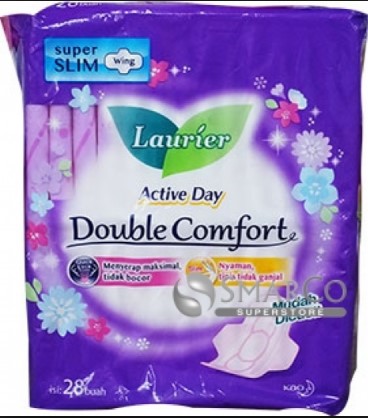 super
SLIM wing
Laurier
Active Day
Double Comfort
Menyerap maksimal,
tidak bocor
Nyaman,
tipis tidak ganjal
SMARCO
SUPERSTORE
Mudah
isi: 28 buah
KAO